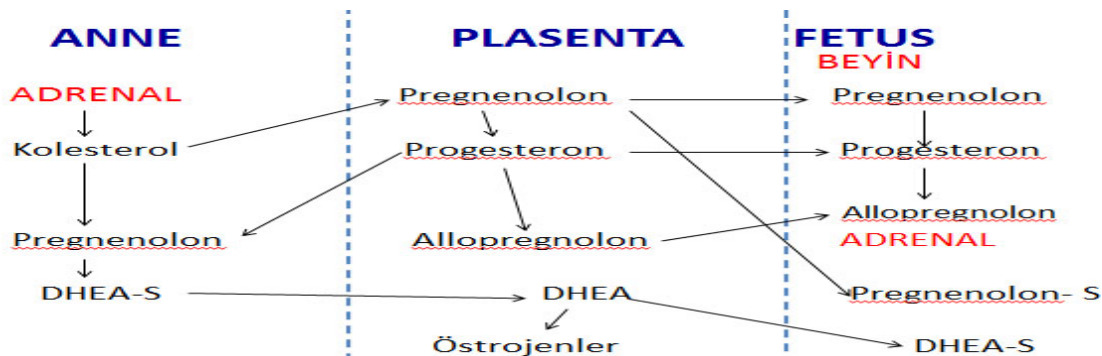 ANNE PLASENTA FETUS
BEYİN
ADRENAL Pregnenolon Pregnenolon
Kolesterol Progesteron Progesteron
Allopregnolon
Pregnenolon Allopregnolon ADRENAL
DHEA-S DHEA Pregnenolon- S
Östrojenler DHEA-S